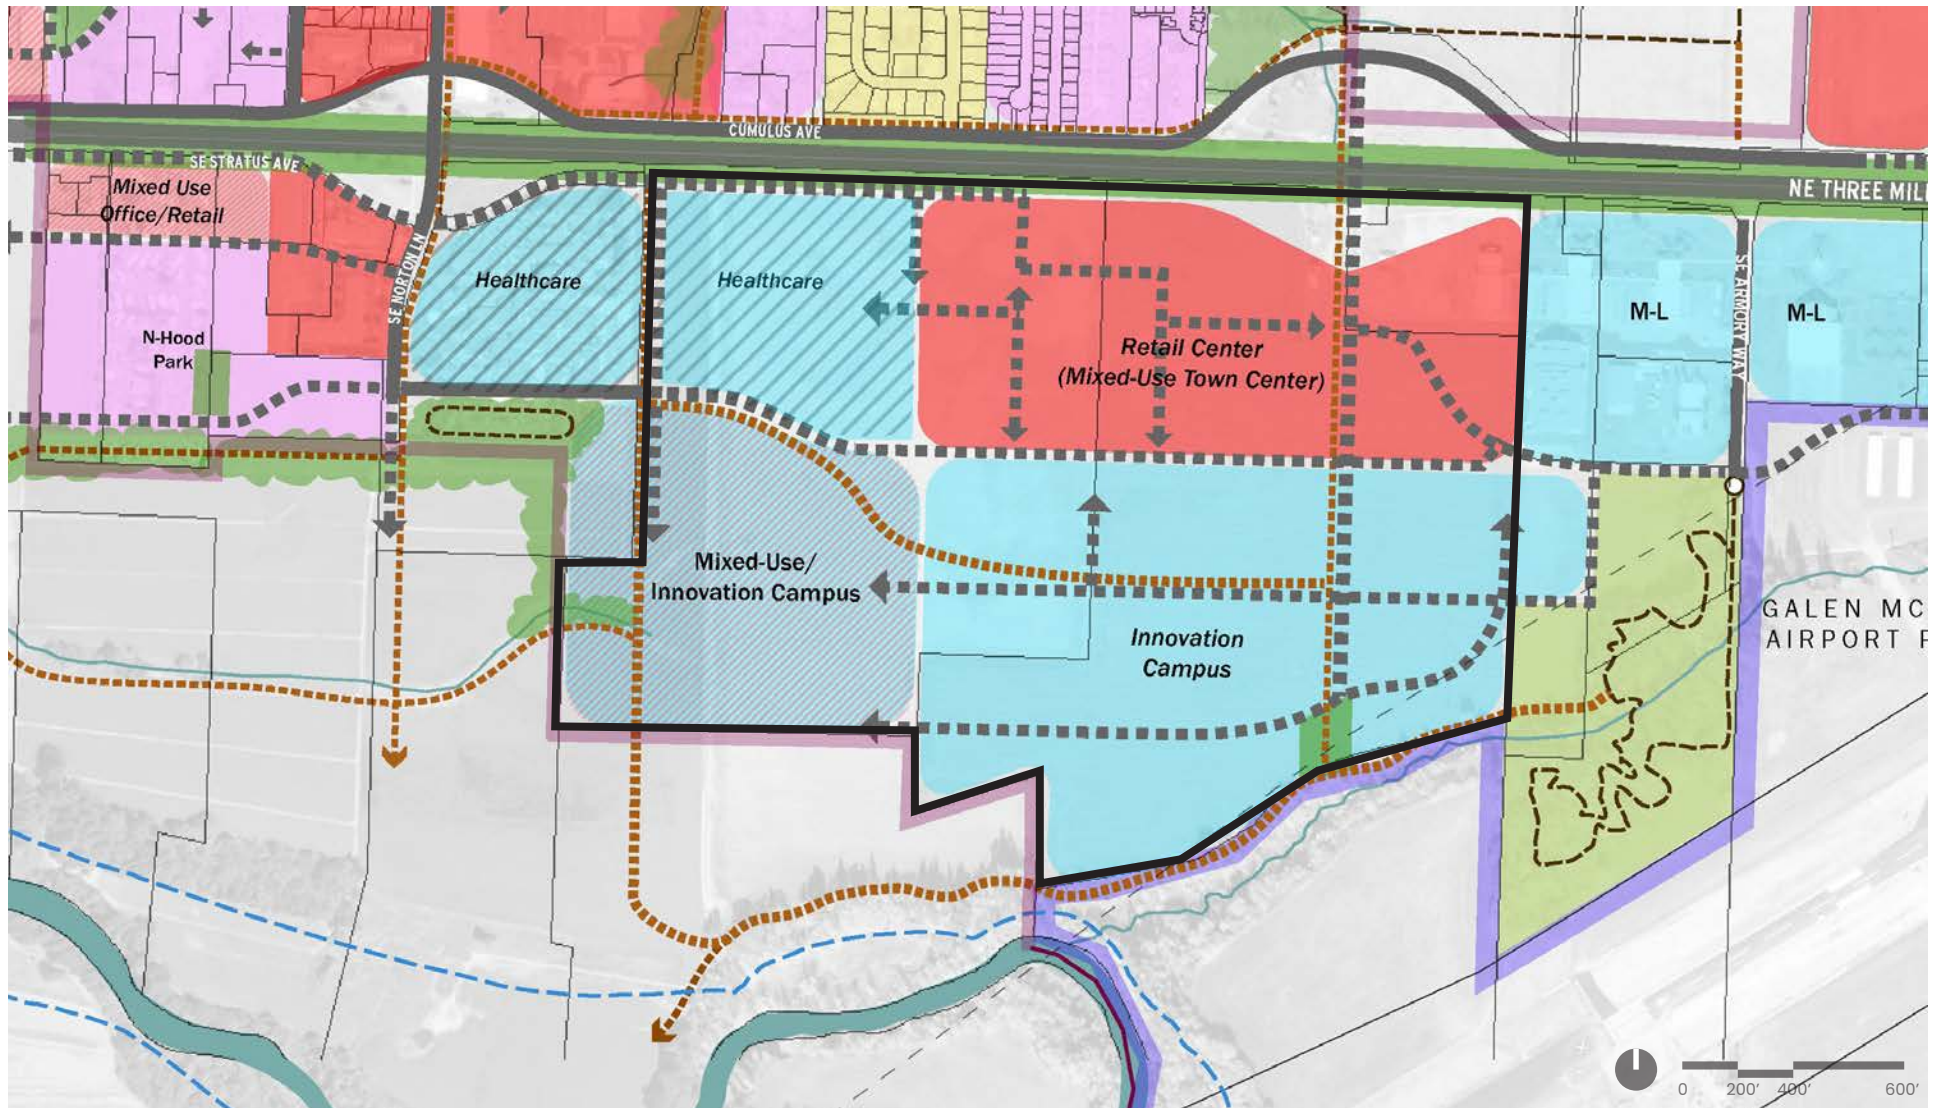 CUMULUS AVE
SE STRATUS AVE
NE THREE MIL
Mixed Use
Office/Retail
SE NORTON LN
Healthcare
Healthcare
M-L
SE ARMORY WAY
M-L
N-Hood
Park
Retail Center
(Mixed-Use Town Center)
Mixed-Use/
Innovation Campus
Innovation
Campus
GALEN MC
AIRPORT
0 200' 400' 600'